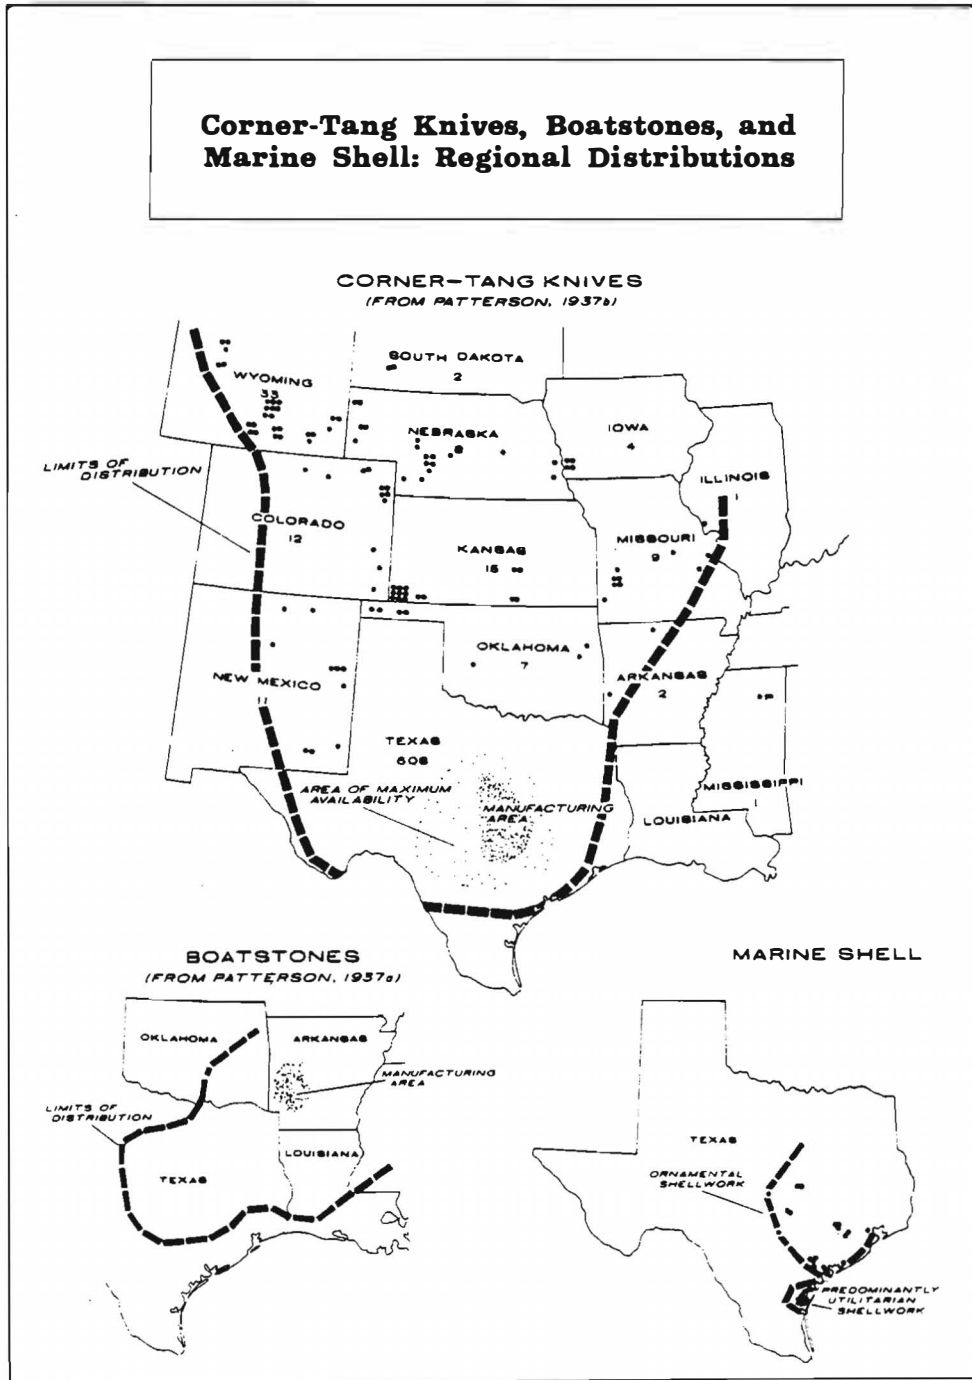 Corner-Tang Knives, Boatstones, and
Marine Shell: Regional Distributions
CORNER-TANG KNIVES
(FROM PATTERSON, 1937b)
SOUTH DAKOTA
2
WYOMING
33
NEBRASKA
8
IOWA
4
LIMITS OF
DISTRIBUTION
ILLINOIS
1
COLORADO
12
KANSAS
15
MISSOURI
9
OKLAHOMA
7
NEW MEXICO
11
ARKANSAS
2
TEXAS
608
AREA OF MAXIMUM
AVAILABILITY
MANUFACTURING
AREA
MISSISSIPPI
1
LOUISIANA
BOATSTONES
(FROM PATTERSON, 1937a)
OKLAHOMA
ARKANSAS
MANUFACTURING
AREA
LIMITS OF
DISTRIBUTION
LOUISIANA
TEXAS
MARINE SHELL
TEXAS
ORNAMENTAL
SHELLWORK
PREDOMINANTLY
UTILITARIAN
SHELLWORK